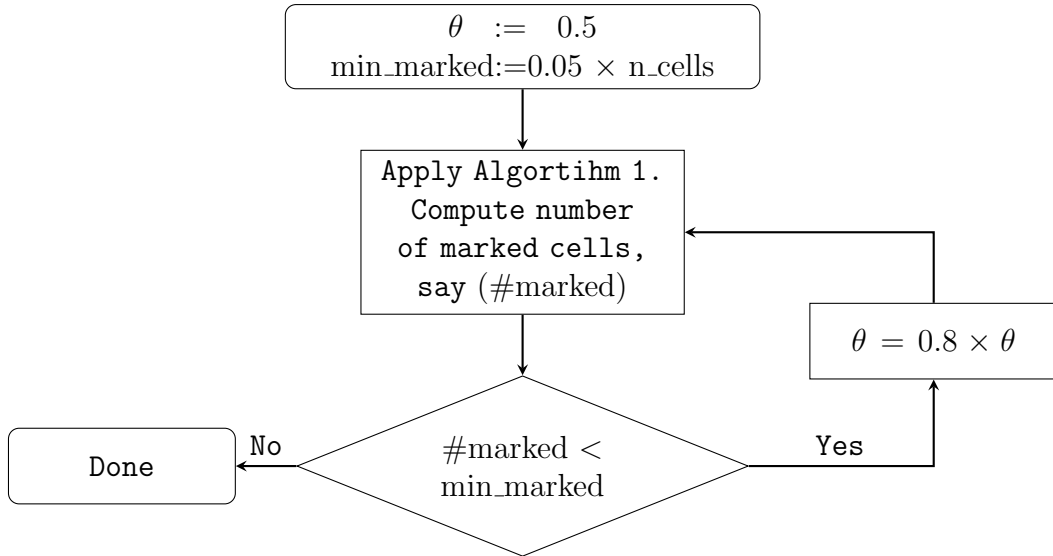 θ := 0.5
min_marked:=0.05 × n_cells
Apply Algortihm 1.
Compute number
of marked cells,
say (#marked)
θ = 0.8 × θ
#marked <
min_marked
No
Yes
Done